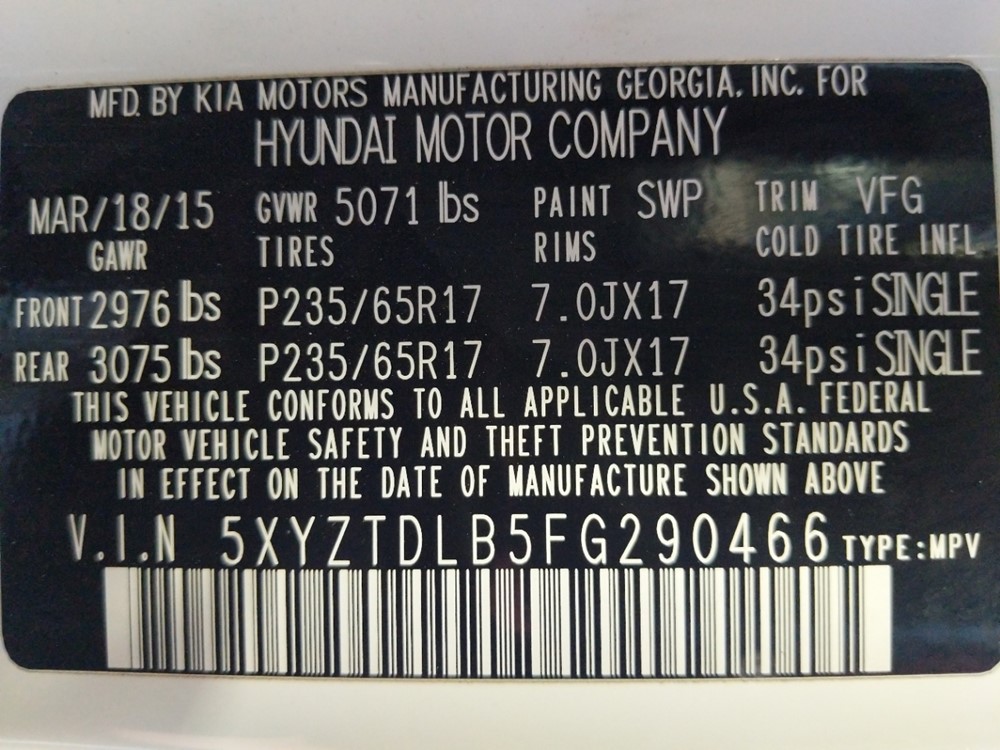 MFD. BY KIA MOTORS MANUFACTURING GEORGIA, INC. FOR
HYUNDAI MOTOR COMPANY
MAR/18/15 GVWR 5071 lbs PAINT SWP TRIM VFG
GAWR TIRES RIMS COLD TIRE INFL
FRONT 2976 lbs P235/65R17 7.0JX17 34psi SINGLE
REAR 3075 lbs P235/65R17 7.0JX17 34psi SINGLE
THIS VEHICLE CONFORMS TO ALL APPLICABLE U.S.A. FEDERAL
MOTOR VEHICLE SAFETY AND THEFT PREVENTION STANDARDS
IN EFFECT ON THE DATE OF MANUFACTURE SHOWN ABOVE
V.I.N 5XYZTDLB5FG290466 TYPE:MPV